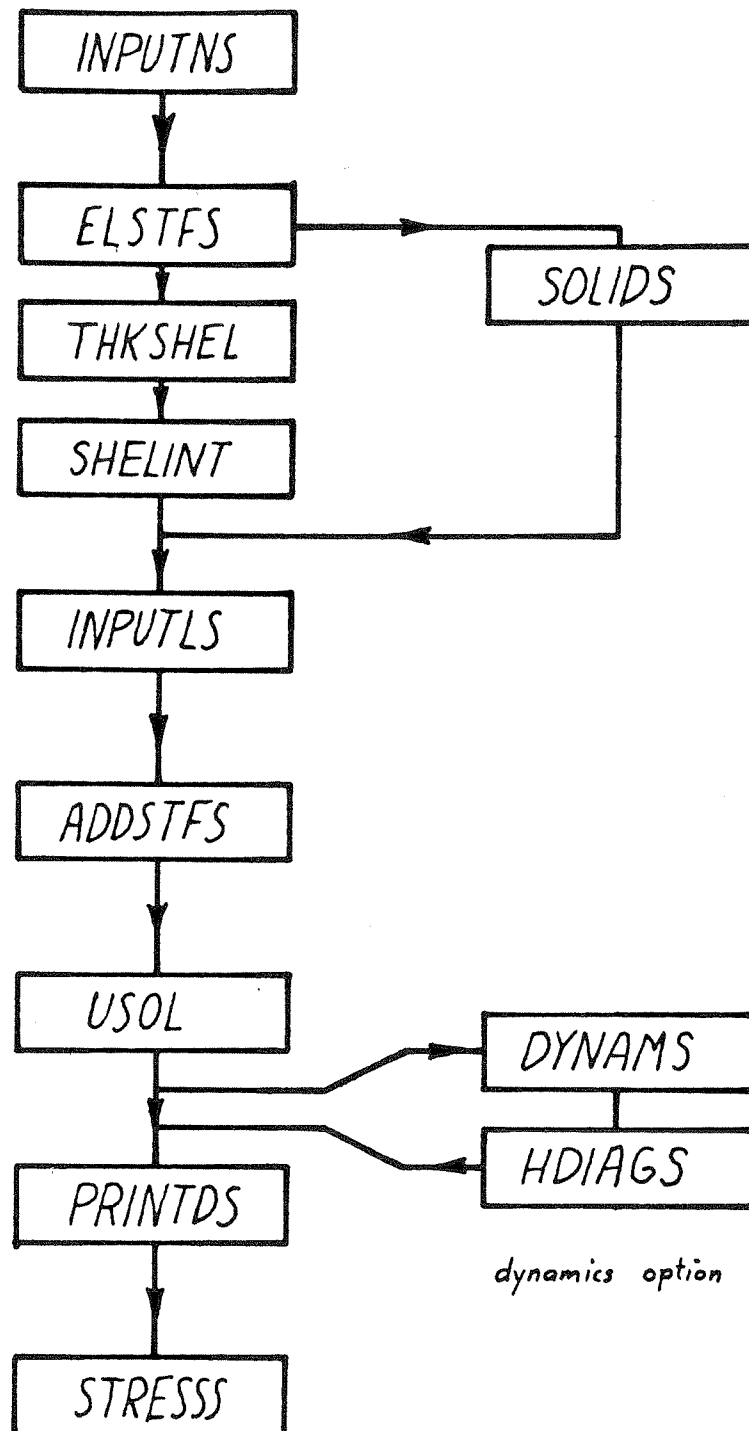 INPUTNS
ELSTFS
SOLIDS
THKSHEL
SHELINT
INPUTLS
ADDSTFS
USOL
DYNAMS
HDIAGS
PRINTDS
dynamics option
STRESSS